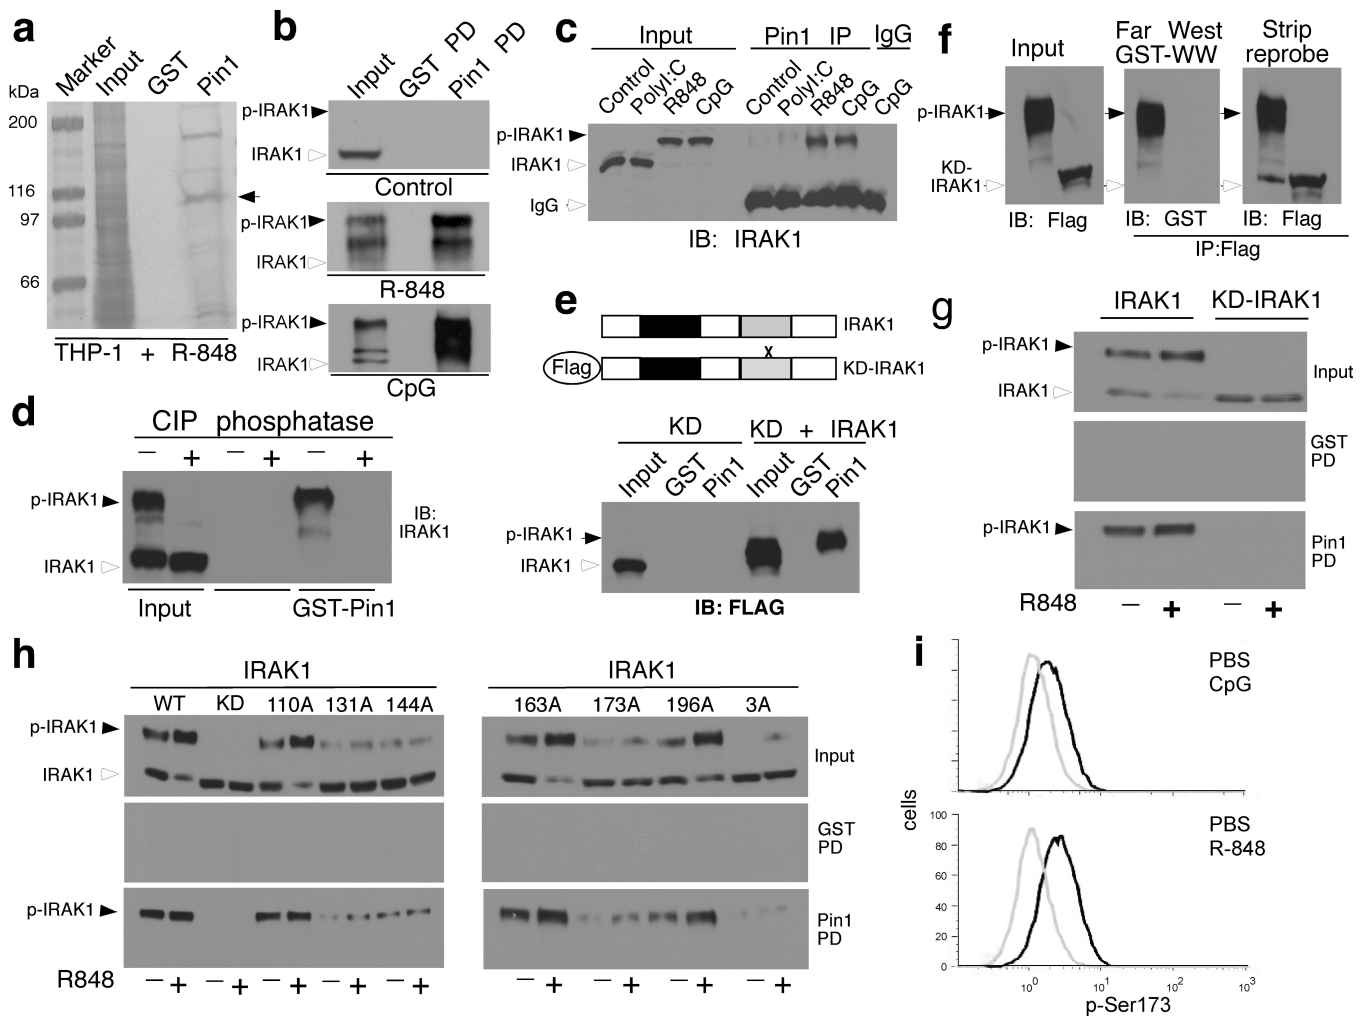 a
kDa
Marker
Input
GST
Pin1
200
116
97
66
THP-1 + R-848
b
Input
GST PD
Pin1 PD
p-IRAK1
IRAK1
Control
p-IRAK1
IRAK1
R-848
p-IRAK1
IRAK1
CpG
c
Input Pin1 IP IgG
Control
PolyI:C
R848
CpG
Control
PolyI:C
R848
CpG
CpG
p-IRAK1
IRAK1
IgG
IB: IRAK1
d
CIP phosphatase
− + − + − +
p-IRAK1
IRAK1
IB:
IRAK1
Input GST-Pin1
e
IRAK1
x
Flag
KD-IRAK1
KD KD + IRAK1
Input
GST
Pin1
Input
GST
Pin1
p-IRAK1
IRAK1
IB: FLAG
f
Input
Far West
GST-WW
Strip
reprobe
p-IRAK1
KD-
IRAK1
IB: Flag
IB: GST
IB: Flag
IP:Flag
g
IRAK1 KD-IRAK1
p-IRAK1
IRAK1
Input
GST
PD
p-IRAK1
Pin1
PD
R848 − + − +
h
IRAK1
WT KD 110A 131A 144A
p-IRAK1
IRAK1
p-IRAK1
R848 − + − + − + − + − +
IRAK1
163A 173A 196A 3A
Input
GST
PD
Pin1
PD
− + − + − + − +
i
PBS
CpG
cells
PBS
R-848
100
80
60
40
20
0
10⁰ 10¹ 10² 10³
p-Ser173